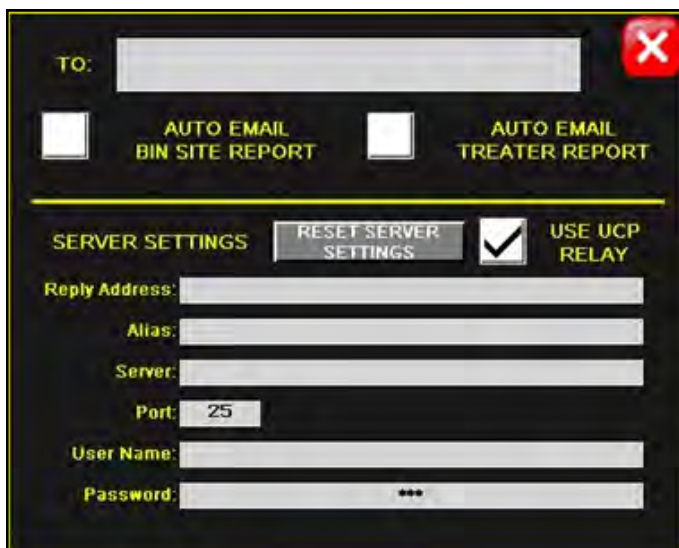 TO:
AUTO EMAIL
BIN SITE REPORT
AUTO EMAIL
TREATER REPORT
SERVER SETTINGS
RESET SERVER
SETTINGS
USE UCP
RELAY
Reply Address:
Alias:
Server:
Port: 25
User Name:
Password: ***